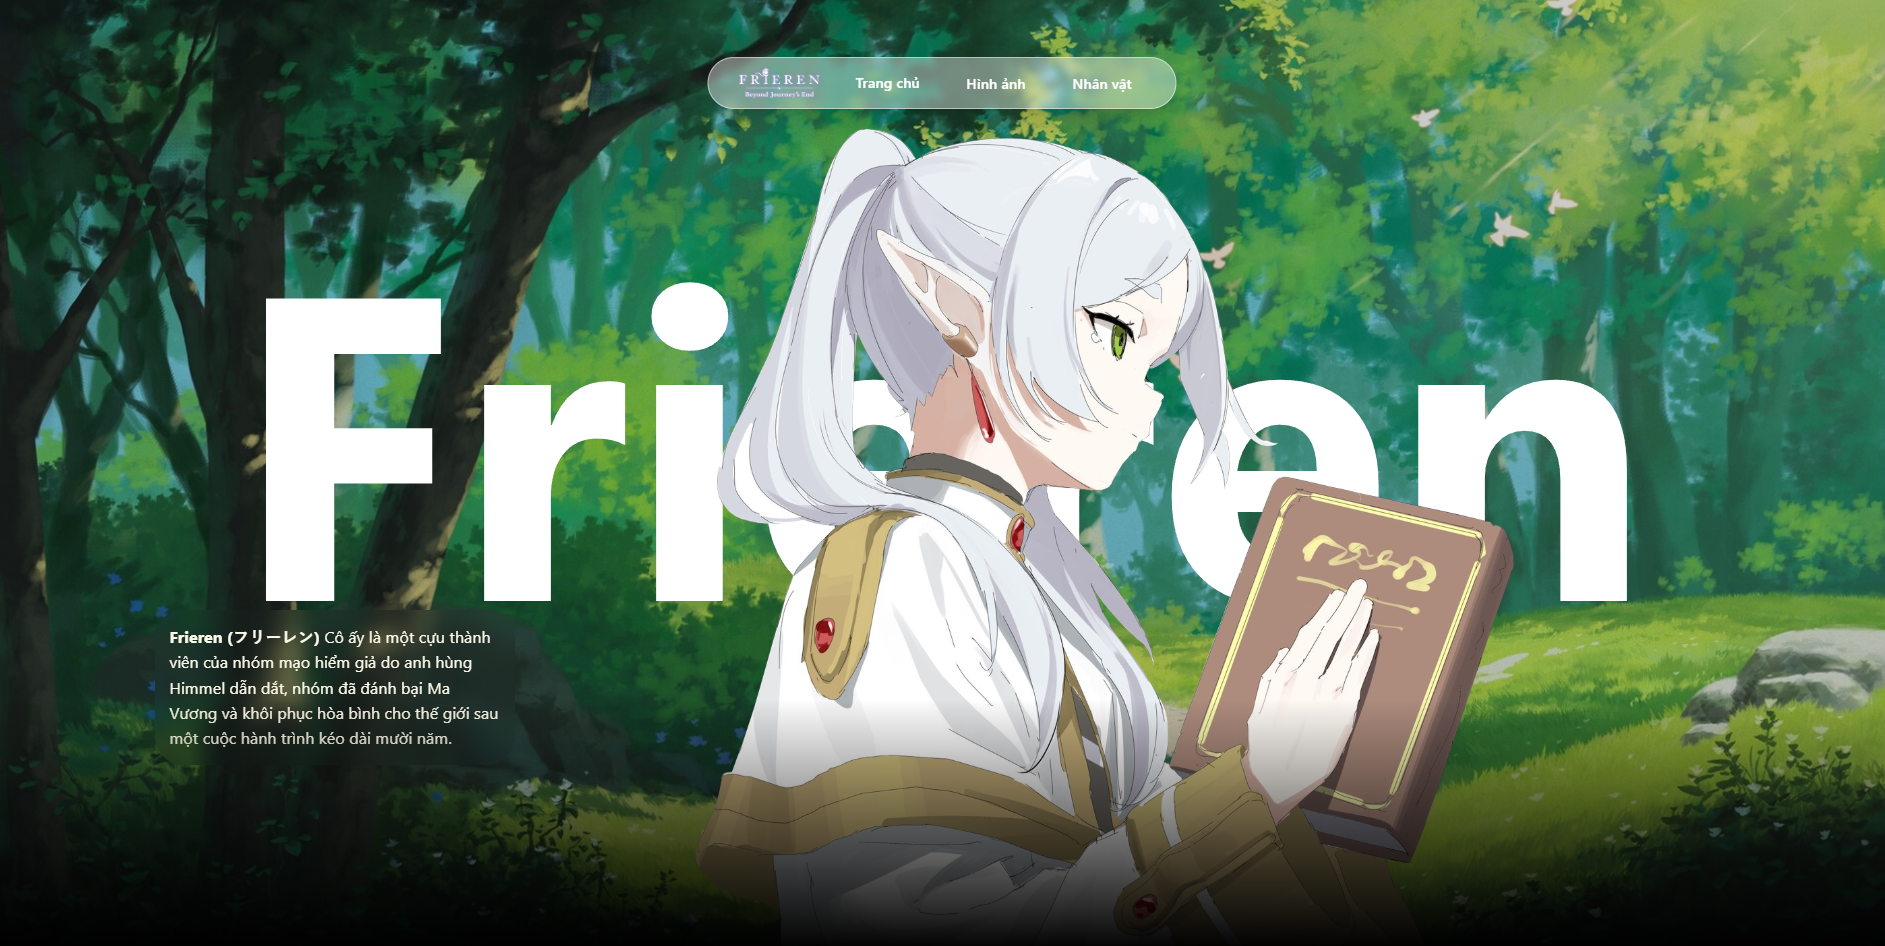 FRIEREN
Beyond Journey's End
Trang chủ
Hình ảnh
Nhân vật
Frieren
Frieren (フリーレン) Cô ấy là một cựu thành
viên của nhóm mạo hiểm giả do anh hùng
Himmel dẫn dắt, nhóm đã đánh bại Ma
Vương và khôi phục hòa bình cho thế giới sau
một cuộc hành trình kéo dài mười năm.